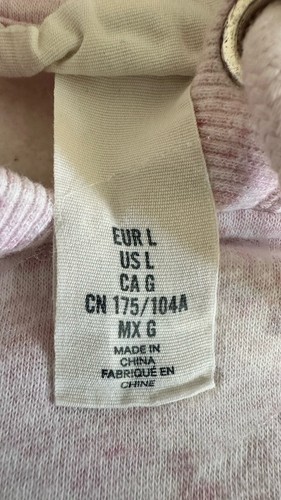 EUR L
US L
CA G
CN 175/104A
MX G
MADE IN
CHINA
FABRIQUÉ EN
CHINE